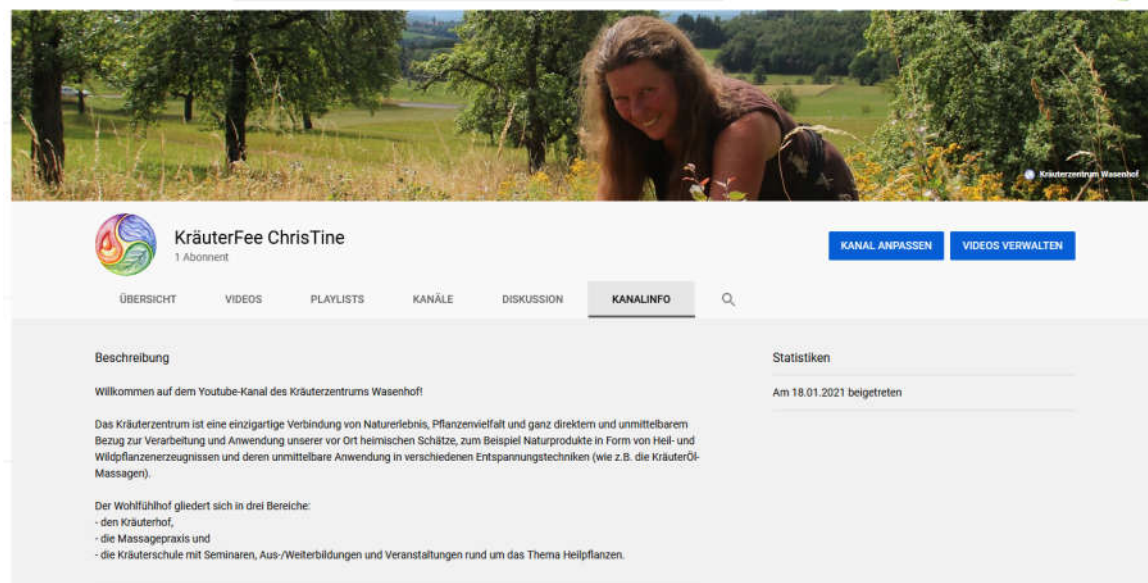 Kräuterzentrum Wasenhof
KräuterFee ChrisTine
1 Abonnent
KANAL ANPASSEN
VIDEOS VERWALTEN
ÜBERSICHT VIDEOS PLAYLISTS KANÄLE DISKUSSION KANALINFO
Beschreibung
Willkommen auf dem Youtube-Kanal des Kräuterzentrums Wasenhof!
Das Kräuterzentrum ist eine einzigartige Verbindung von Naturerlebnis, Pflanzenvielfalt und ganz direktem und unmittelbarem
Bezug zur Verarbeitung und Anwendung unserer vor Ort heimischen Schätze, zum Beispiel Naturprodukte in Form von Heil- und
Wildpflanzenerzeugnissen und deren unmittelbare Anwendung in verschiedenen Entspannungstechniken (wie z.B. die KräuterÖl-
Massagen).
Der Wohlfühlhof gliedert sich in drei Bereiche:
- den Kräuterhof,
- die Massagepraxis und
- die Kräuterschule mit Seminaren, Aus-/Weiterbildungen und Veranstaltungen rund um das Thema Heilpflanzen.
Statistiken
Am 18.01.2021 beigetreten